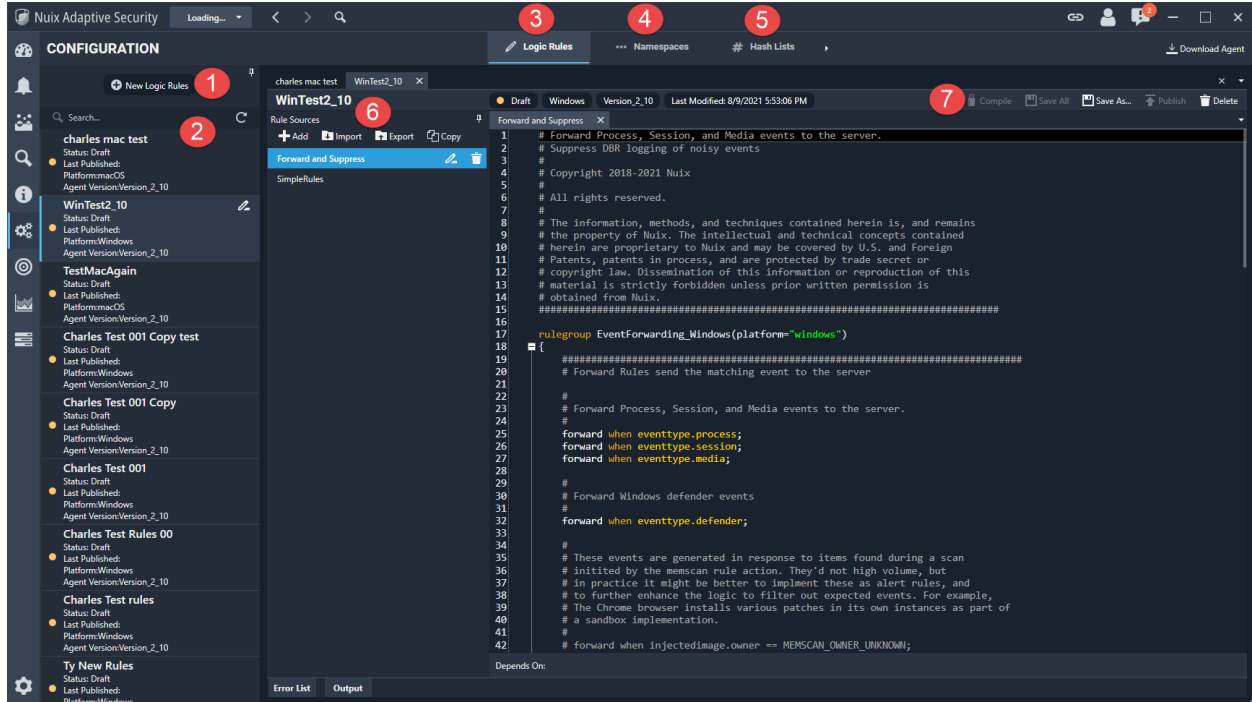 Nuix Adaptive Security
Loading...
2
3
4
5
CONFIGURATION
Logic Rules
Namespaces
Hash Lists
Download Agent
New Logic Rules
1
Search...
2
charles mac test
Status: Draft
Last Published:
Platform:macOS
Agent Version:Version_2_10
WinTest2_10
Status: Draft
Last Published:
Platform:Windows
Agent Version:Version_2_10
TestMacAgain
Status: Draft
Last Published:
Platform:macOS
Agent Version:Version_2_10
Charles Test 001 Copy test
Status: Draft
Last Published:
Platform:Windows
Agent Version:Version_2_10
Charles Test 001 Copy
Status: Draft
Last Published:
Platform:Windows
Agent Version:Version_2_10
Charles Test 001
Status: Draft
Last Published:
Platform:Windows
Agent Version:Version_2_10
Charles Test Rules 00
Status: Draft
Last Published:
Platform:Windows
Agent Version:Version_2_10
Charles Test rules
Status: Draft
Last Published:
Platform:Windows
Agent Version:Version_2_10
Ty New Rules
Status: Draft
Last Published:
Platform:Windows
charles mac test
WinTest2_10
WinTest2_10
6
Rule Sources
Add Import Export Copy
Forward and Suppress
SimpleRules
Draft
Windows
Version_2_10
Last Modified: 8/9/2021 5:53:06 PM
7
Compile
Save All
Save As...
Publish
Delete
Forward and Suppress
1 # Forward Process, Session, and Media events to the server.
2 # Suppress DBR logging of noisy events
3 #
4 # Copyright 2018-2021 Nuix
5 #
6 # All rights reserved.
7 #
8 # The information, methods, and techniques contained herein is, and remains
9 # the property of Nuix. The intellectual and technical concepts contained
10 # herein are proprietary to Nuix and may be covered by U.S. and Foreign
11 # Patents, patents in process, and are protected by trade secret or
12 # copyright law. Dissemination of this information or reproduction of this
13 # material is strictly forbidden unless prior written permission is
14 # obtained from Nuix.
15 ##############################################################################
16
17 rulegroup EventForwarding_Windows(platform="windows")
18 {
19 ##############################################################################
20 # Forward Rules send the matching event to the server
21
22 #
23 # Forward Process, Session, and Media events to the server.
24 #
25 forward when eventtype.process;
26 forward when eventtype.session;
27 forward when eventtype.media;
28
29 #
30 # Forward Windows defender events
31 #
32 forward when eventtype.defender;
33
34 #
35 # These events are generated in response to items found during a scan
36 # initited by the memscan rule action. They'd not high volume, but
37 # in practice it might be better to implment these as alert rules, and
38 # to further enhance the logic to filter out expected events. For example,
39 # The Chrome browser installs various patches in its own instances as part of
40 # a sandbox implementation.
41 #
42 # forward when injectedimage.owner == MEMSCAN_OWNER_UNKNOWN;
Depends On:
Error List
Output